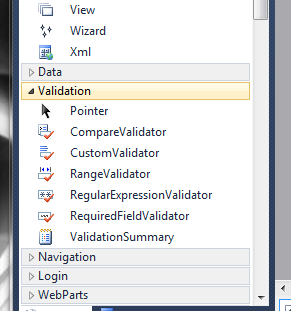 View
Wizard
Xml
Data
Validation
Pointer
CompareValidator
CustomValidator
RangeValidator
RegularExpressionValidator
RequiredFieldValidator
ValidationSummary
Navigation
Login
WebParts